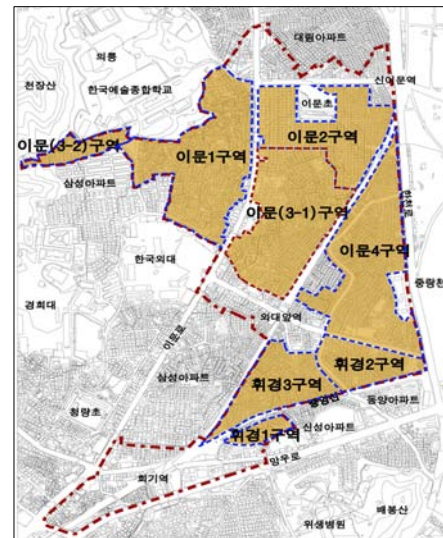 대림아파트
의릉
천장산
한국예술종합학교
신이문역
이문초
이문2구역
이문(3-2)구역
이문1구역
삼성아파트
이문(3-1)구역
한천로
이문4구역
한국외대
중랑천
경희대
외대앞역
이문로
삼성아파트
휘경2구역
휘경3구역
청량초
동양아파트
휘경1구역
신성아파트
회기역
망우로
배봉산
위생병원